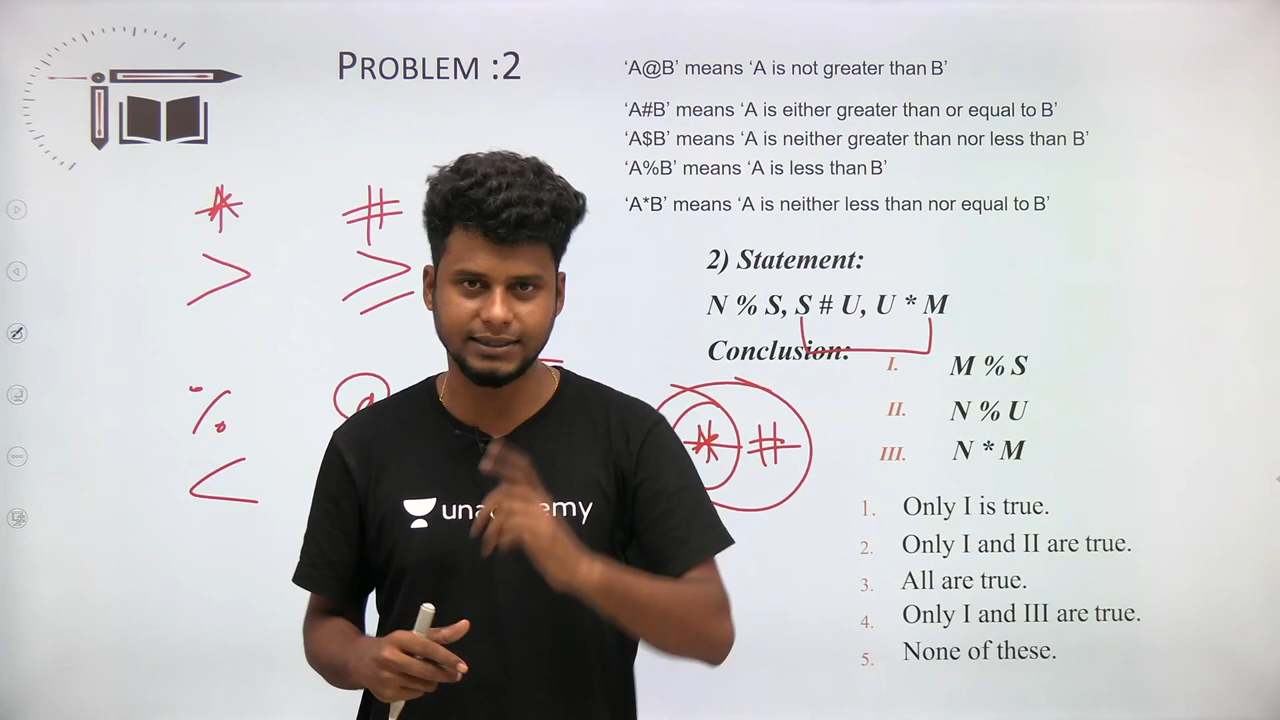 PROBLEM :2
‘A@B’ means ‘A is not greater than B’
‘A#B’ means ‘A is either greater than or equal to B’
‘A$B’ means ‘A is neither greater than nor less than B’
‘A%B’ means ‘A is less than B’
‘A*B’ means ‘A is neither less than nor equal to B’
* #
> ≥
% @
<
* #
2) Statement:
N % S, S # U, U * M
Conclusion:
I. M % S
II. N % U
III. N * M
1. Only I is true.
2. Only I and II are true.
3. All are true.
4. Only I and III are true.
5. None of these.